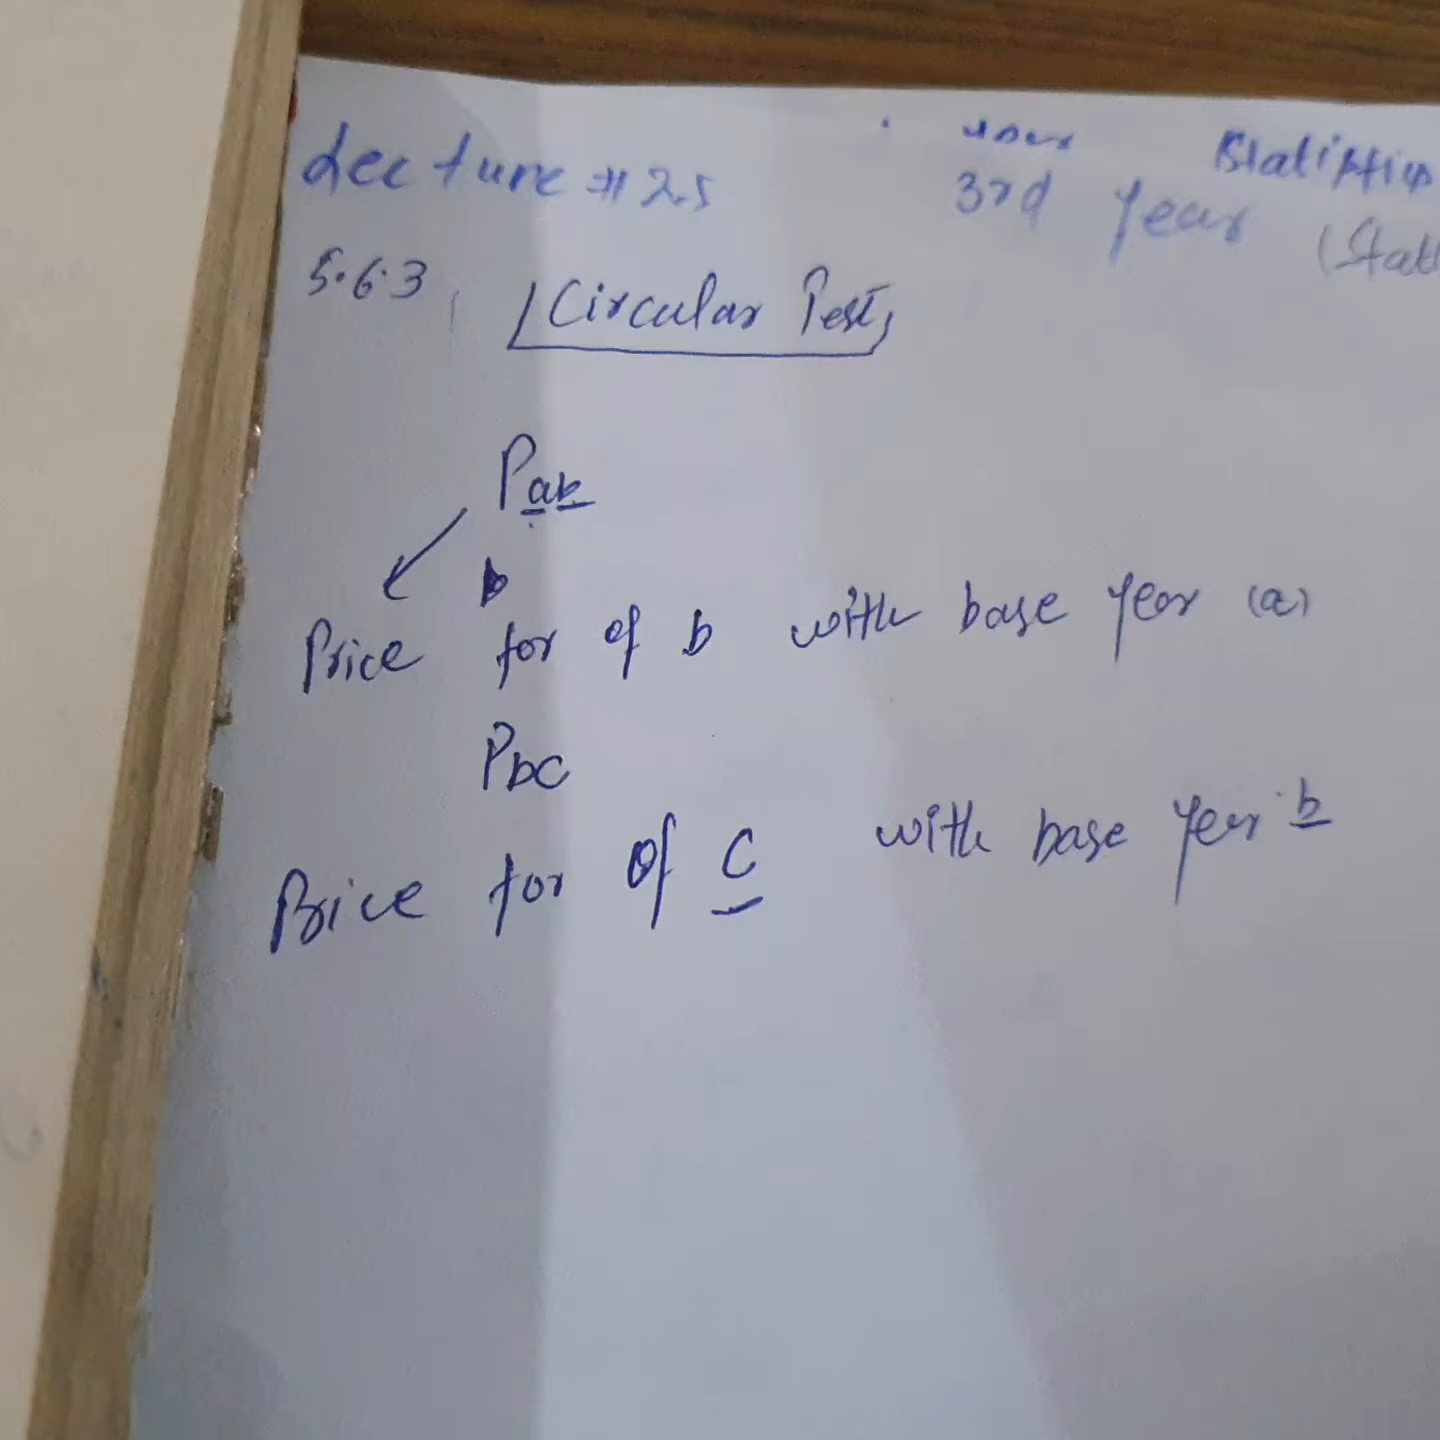 Lecture # 25
3rd Year
5.6.3 Circular Test
Pab
Price for of b with base year (a)
Pbc
Price for of C with base year b